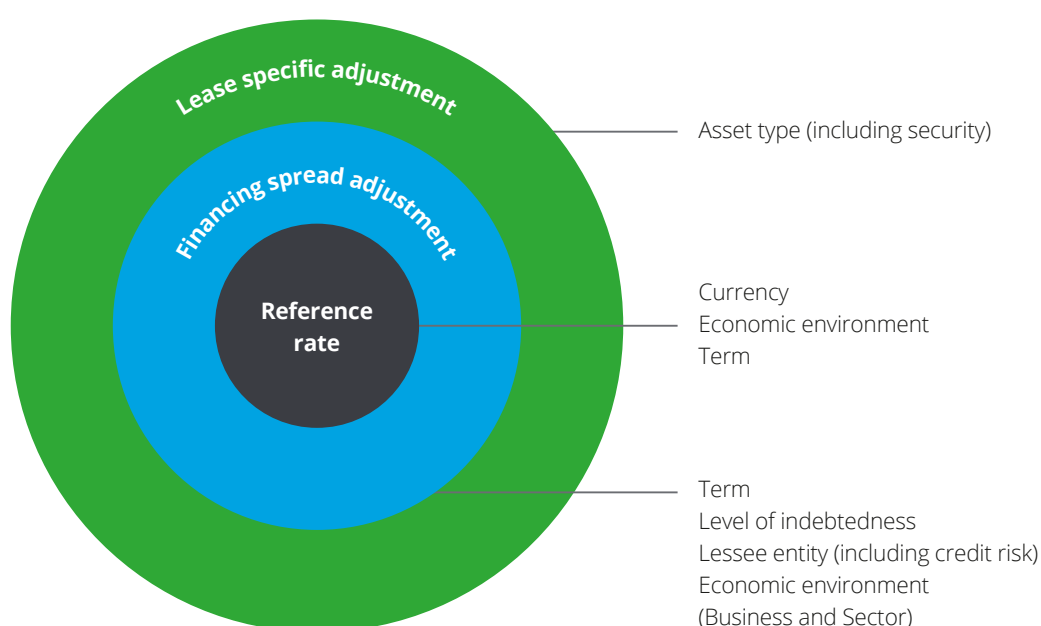 Lease specific adjustment
Asset type (including security)
Financing spread adjustment
Reference
rate
Currency
Economic environment
Term
Term
Level of indebtedness
Lessee entity (including credit risk)
Economic environment
(Business and Sector)